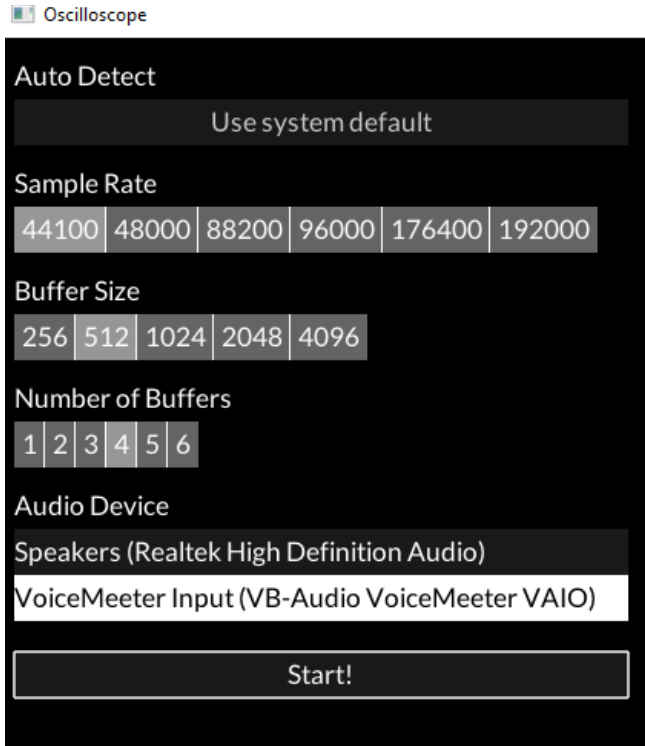 Oscilloscope
Auto Detect
Use system default
Sample Rate
44100 48000 88200 96000 176400 192000
Buffer Size
256 512 1024 2048 4096
Number of Buffers
1 2 3 4 5 6
Audio Device
Speakers (Realtek High Definition Audio)
VoiceMeeter Input (VB-Audio VoiceMeeter VAIO)
Start!